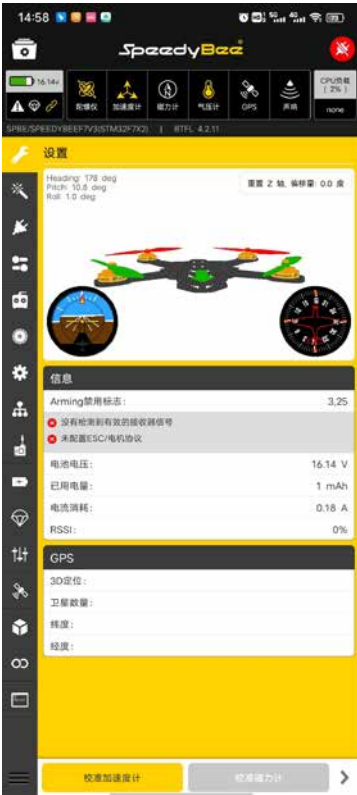 14:58
SpeedyBee
16.14v
陀螺仪
加速度计
磁力计
气压计
GPS
声呐
CPU负载
[ 2% ]
none
SPBE/SPEEDYBEEF7V3(STM32F7X2) | BTFL 4.2.11
设置
Heading: 178 deg
Pitch: 10.8 deg
Roll: 1.0 deg
重置 Z 轴, 偏移量: 0.0 度
信息
Arming禁用标志: 3,25
没有检测到有效的接收器信号
未配置ESC/电机协议
电池电压: 16.14 V
已用电量: 1 mAh
电流消耗: 0.18 A
RSSI: 0%
GPS
3D定位:
卫星数量:
纬度:
经度:
校准加速度计
校准磁力计